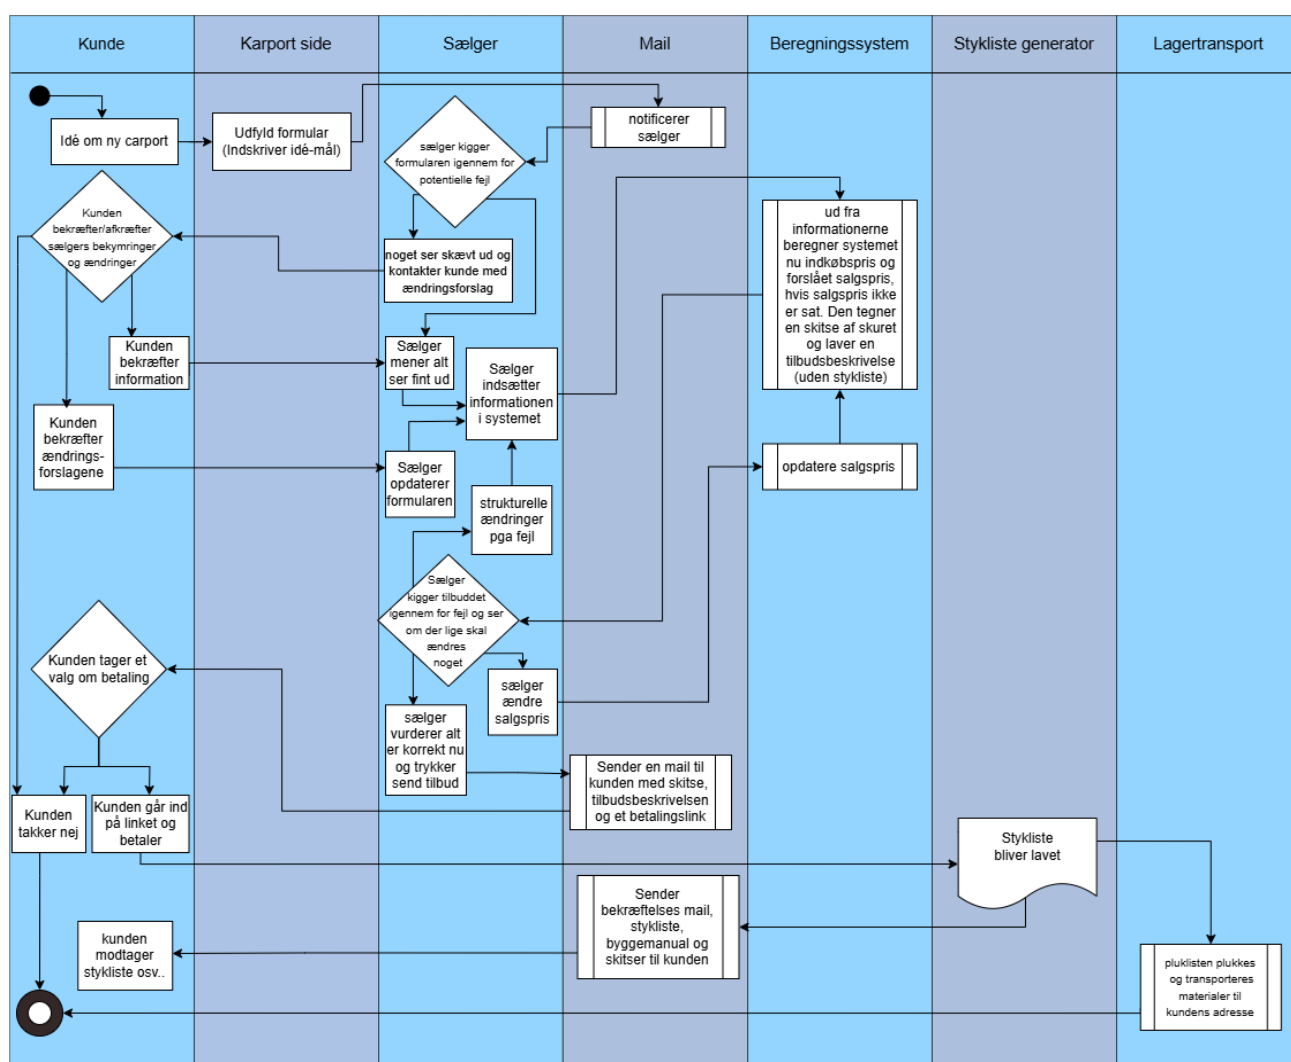 Kunde
Karport side
Sælger
Mail
Beregningssystem
Stykliste generator
Lagertransport
Idé om ny carport
Udfyld formular
(Indskriver idé-mål)
notificerer
sælger
sælger kigger
formularen igennem for
potentielle fejl
Kunden
bekræfter/afkræfter
sælgers bekymringer
og ændringer
noget ser skævt ud og
kontakter kunde med
ændringsforslag
ud fra
informationerne
beregner systemet
nu indkøbspris og
forslået salgspris,
hvis salgspris ikke
er sat. Den tegner
en skitse af skuret
og laver en
tilbudsbeskrivelse
(uden stykliste)
Kunden
bekræfter
information
Sælger
mener alt
ser fint ud
Sælger
indsætter
informationen
i systemet
Kunden
bekræfter
ændrings-
forslagene
Sælger
opdaterer
formularen
opdatere salgspris
strukturelle
ændringer
pga fejl
Sælger
kigger tilbuddet
igennem for fejl og ser
om der lige skal
ændres
noget
Kunden tager et
valg om betaling
sælger
ændre
salgspris
sælger
vurderer alt
er korrekt nu
og trykker
send tilbud
Sender en mail til
kunden med skitse,
tilbudsbeskrivelsen
og et betalingslink
Kunden
takker nej
Kunden går ind
på linket og
betaler
Stykliste
bliver lavet
Sender
bekræftelses mail,
stykliste,
byggemanual og
skitser til kunden
kunden
modtager
stykliste osv..
pluklisten plukkes
og transporteres
materialer til
kundens adresse